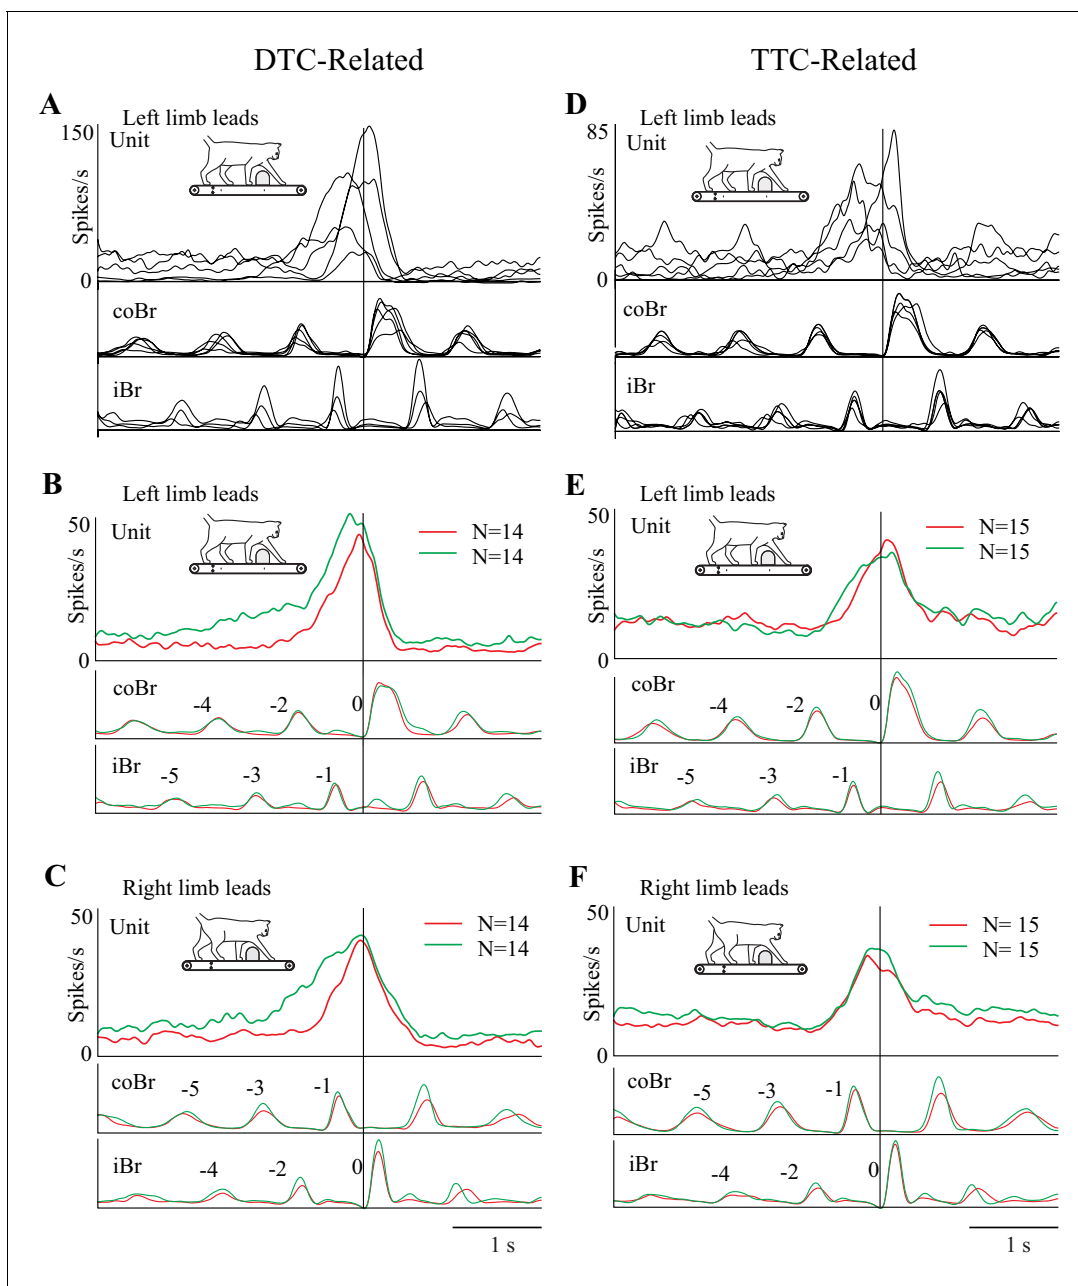 DTC-Related
TTC-Related
A
Left limb leads
150
Unit
Spikes/s
0
coBr
iBr
D
Left limb leads
85
Unit
Spikes/s
0
coBr
iBr
B
Left limb leads
50
Unit
N=14
N=14
Spikes/s
0
coBr
-4
-2
0
iBr
-5
-3
-1
E
Left limb leads
50
Unit
N=15
N=15
Spikes/s
0
coBr
-4
-2
0
iBr
-5
-3
-1
C
Right limb leads
50
Unit
N=14
N=14
Spikes/s
0
coBr
-5
-3
-1
iBr
-4
-2
0
1 s
F
Right limb leads
50
Unit
N= 15
N= 15
Spikes/s
0
coBr
-5
-3
-1
iBr
-4
-2
0
1 s